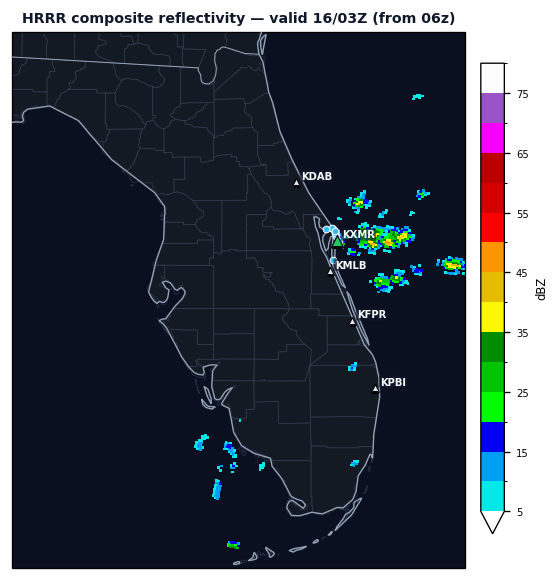 HRRR composite reflectivity — valid 16/03Z (from 06z)
KDAB
KXMR
KMLB
KFPR
KPBI
75
65
55
45
35
25
15
5
dBZ